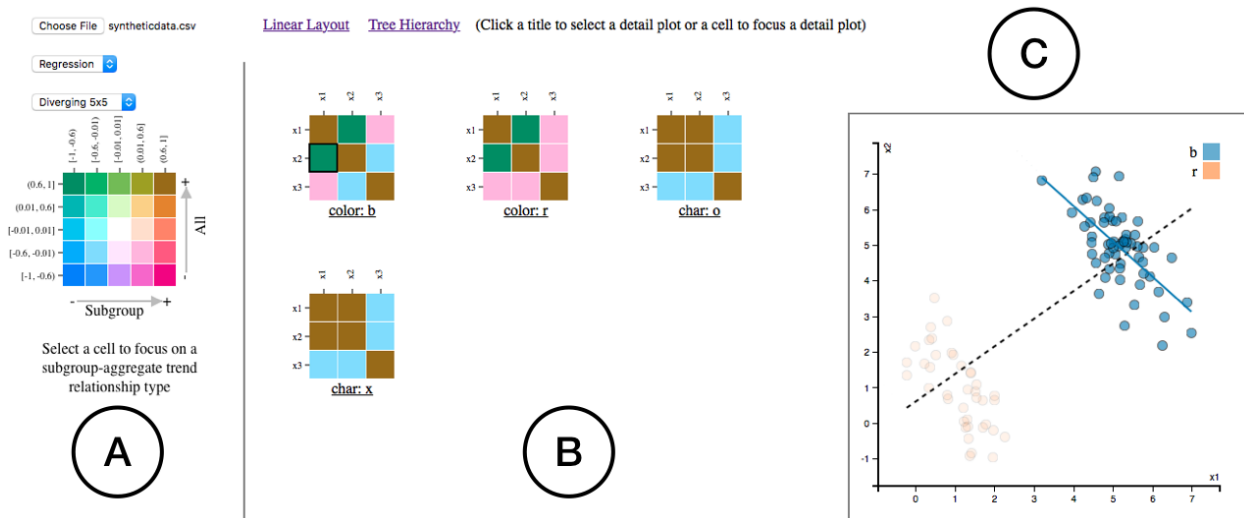 Choose File syntheticdata.csv
Linear Layout Tree Hierarchy (Click a title to select a detail plot or a cell to focus a detail plot)
Regression
Diverging 5x5
[-1, -0.6)
[-0.6, -0.01)
[-0.01, 0.01]
(0.01, 0.6]
(0.6, 1]
(0.6, 1]
(0.01, 0.6]
[-0.01, 0.01]
[-0.6, -0.01)
[-1, -0.6)
+
All
-
- +
Subgroup
Select a cell to focus on a
subgroup-aggregate trend
relationship type
A
x1 x2 x3
x1
x2
x3
color: b
x1 x2 x3
x1
x2
x3
color: r
x1 x2 x3
x1
x2
x3
char: o
x1 x2 x3
x1
x2
x3
char: x
B
C
x2
b
r
7
6
5
4
3
2
1
0
-1
x1
0 1 2 3 4 5 6 7